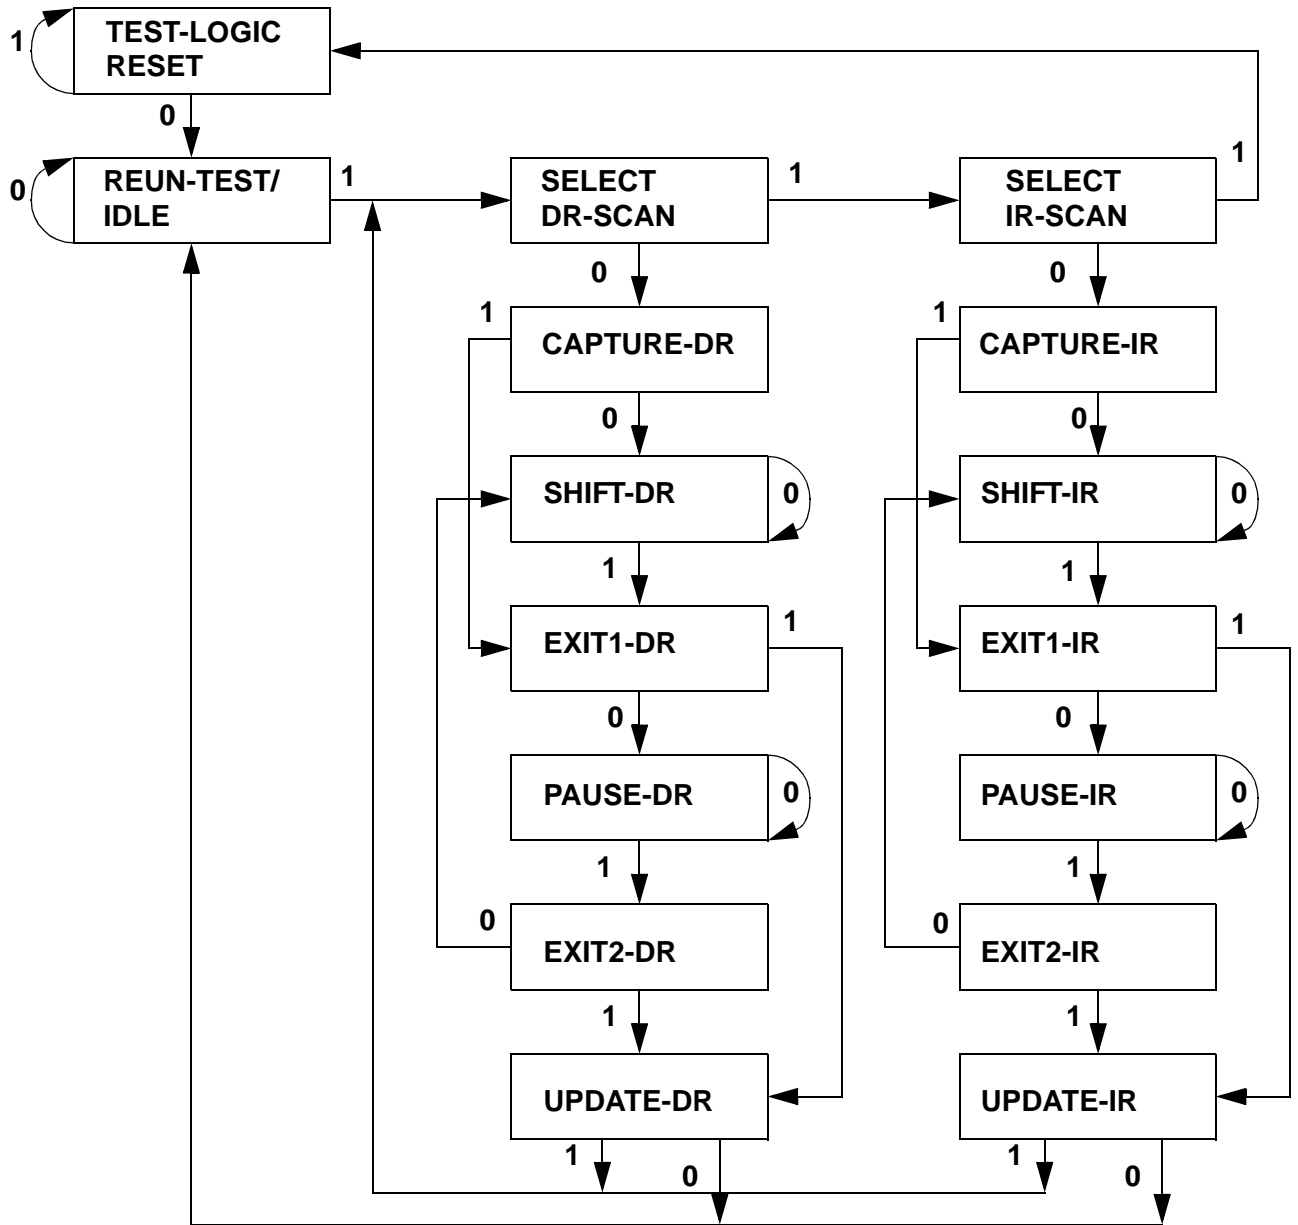 TEST-LOGIC
RESET
1
0
REUN-TEST/
IDLE
0
1
SELECT
DR-SCAN
1
SELECT
IR-SCAN
1
0
0
1
CAPTURE-DR
1
CAPTURE-IR
0
0
SHIFT-DR
0
SHIFT-IR
0
1
1
EXIT1-DR
1
EXIT1-IR
1
0
0
PAUSE-DR
0
PAUSE-IR
0
1
1
0
EXIT2-DR
0
EXIT2-IR
1
1
UPDATE-DR
UPDATE-IR
1
0
1
0